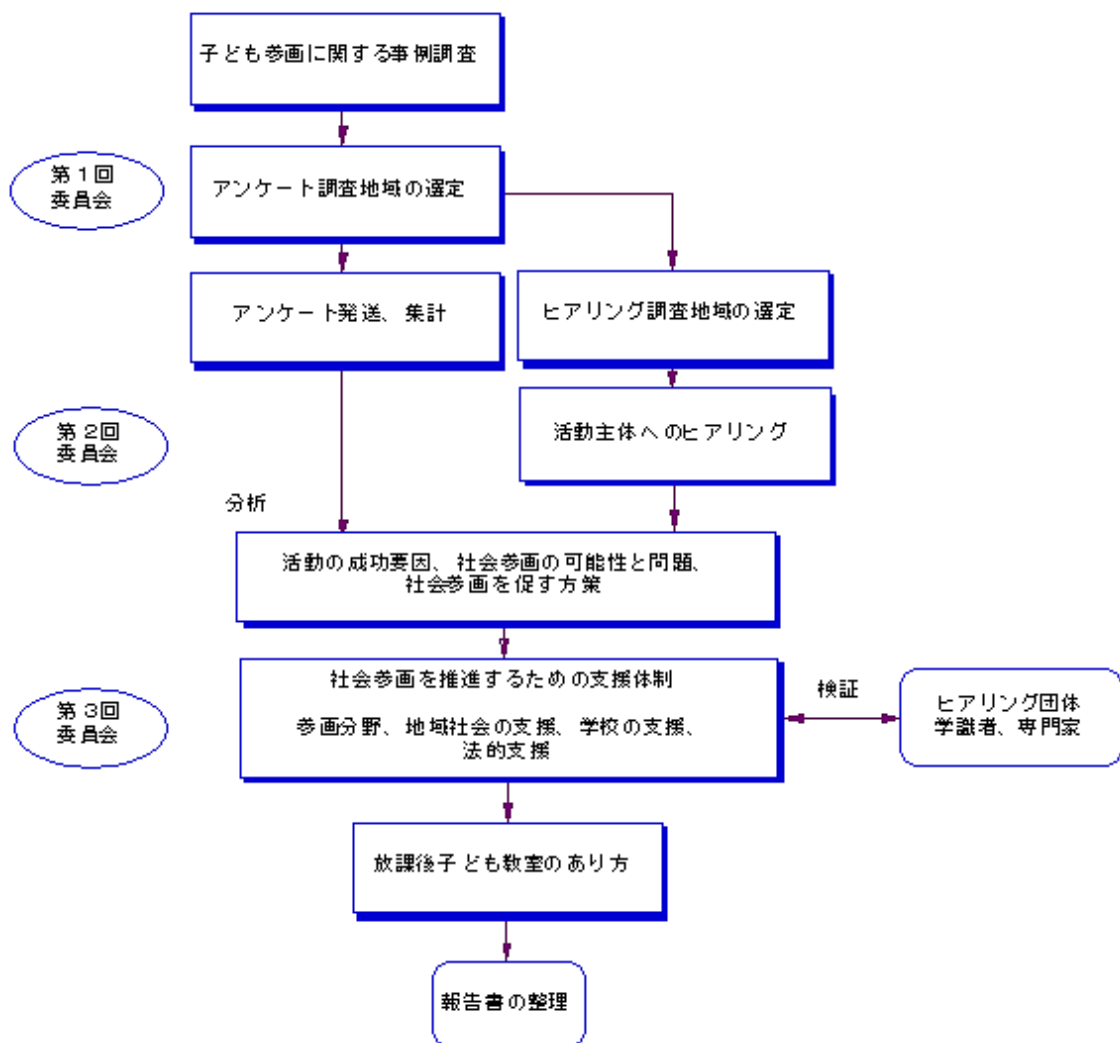 子ども参画に関する事例調査
第１回
委員会
アンケート調査地域の選定
アンケート発送、集計
ヒアリング調査地域の選定
第２回
委員会
活動主体へのヒアリング
分析
活動の成功要因、社会参画の可能性と問題、
社会参画を促す方策
第３回
委員会
社会参画を推進するための支援体制
参画分野、地域社会の支援、学校の支援、
法的支援
検証
ヒアリング団体
学識者、専門家
放課後子ども教室のあり方
報告書の整理